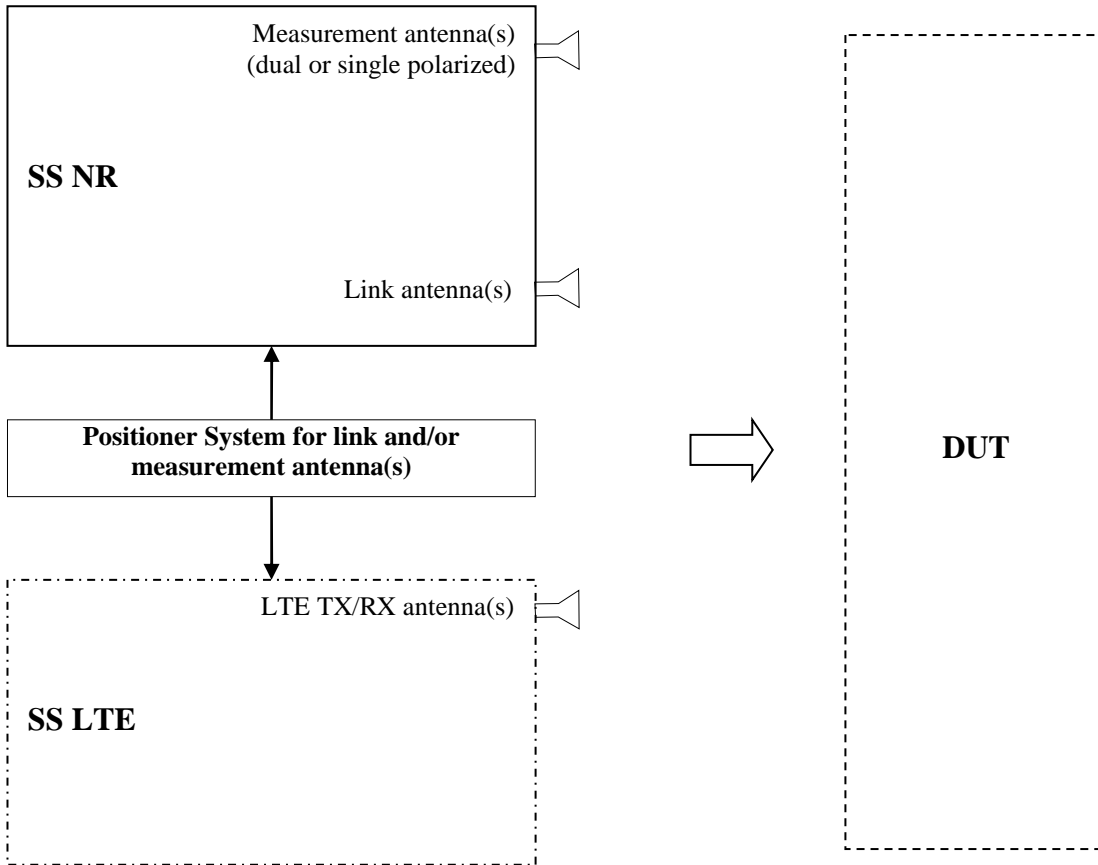 Measurement antenna(s)
(dual or single polarized)
SS NR
Link antenna(s)
Positioner System for link and/or
measurement antenna(s)
DUT
LTE TX/RX antenna(s)
SS LTE